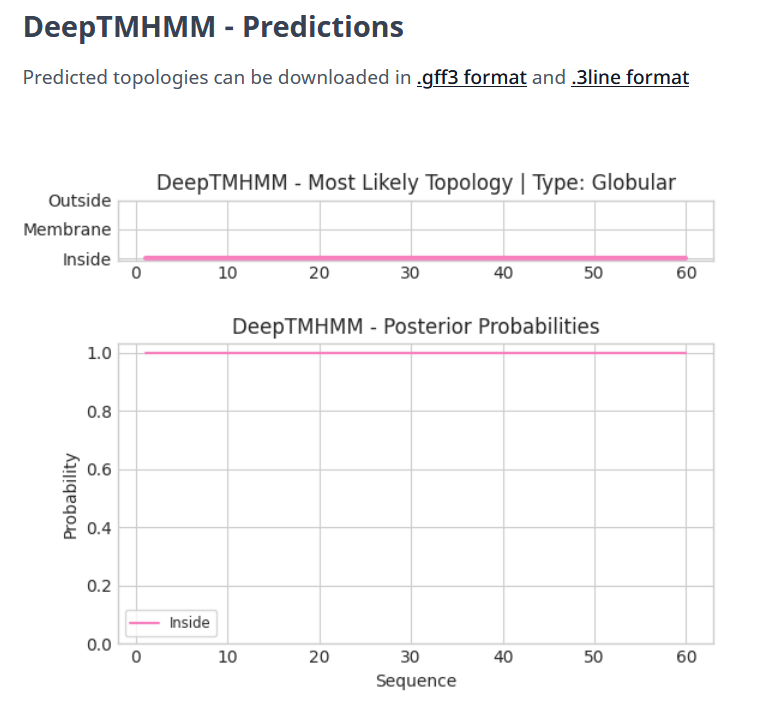 DeepTMHMM - Predictions
Predicted topologies can be downloaded in .gff3 format and .3line format
DeepTMHMM - Most Likely Topology | Type: Globular
Outside
Membrane
Inside
0 10 20 30 40 50 60
DeepTMHMM - Posterior Probabilities
1.0
0.8
0.6
0.4
0.2
0.0
Probability
Inside
0 10 20 30 40 50 60
Sequence